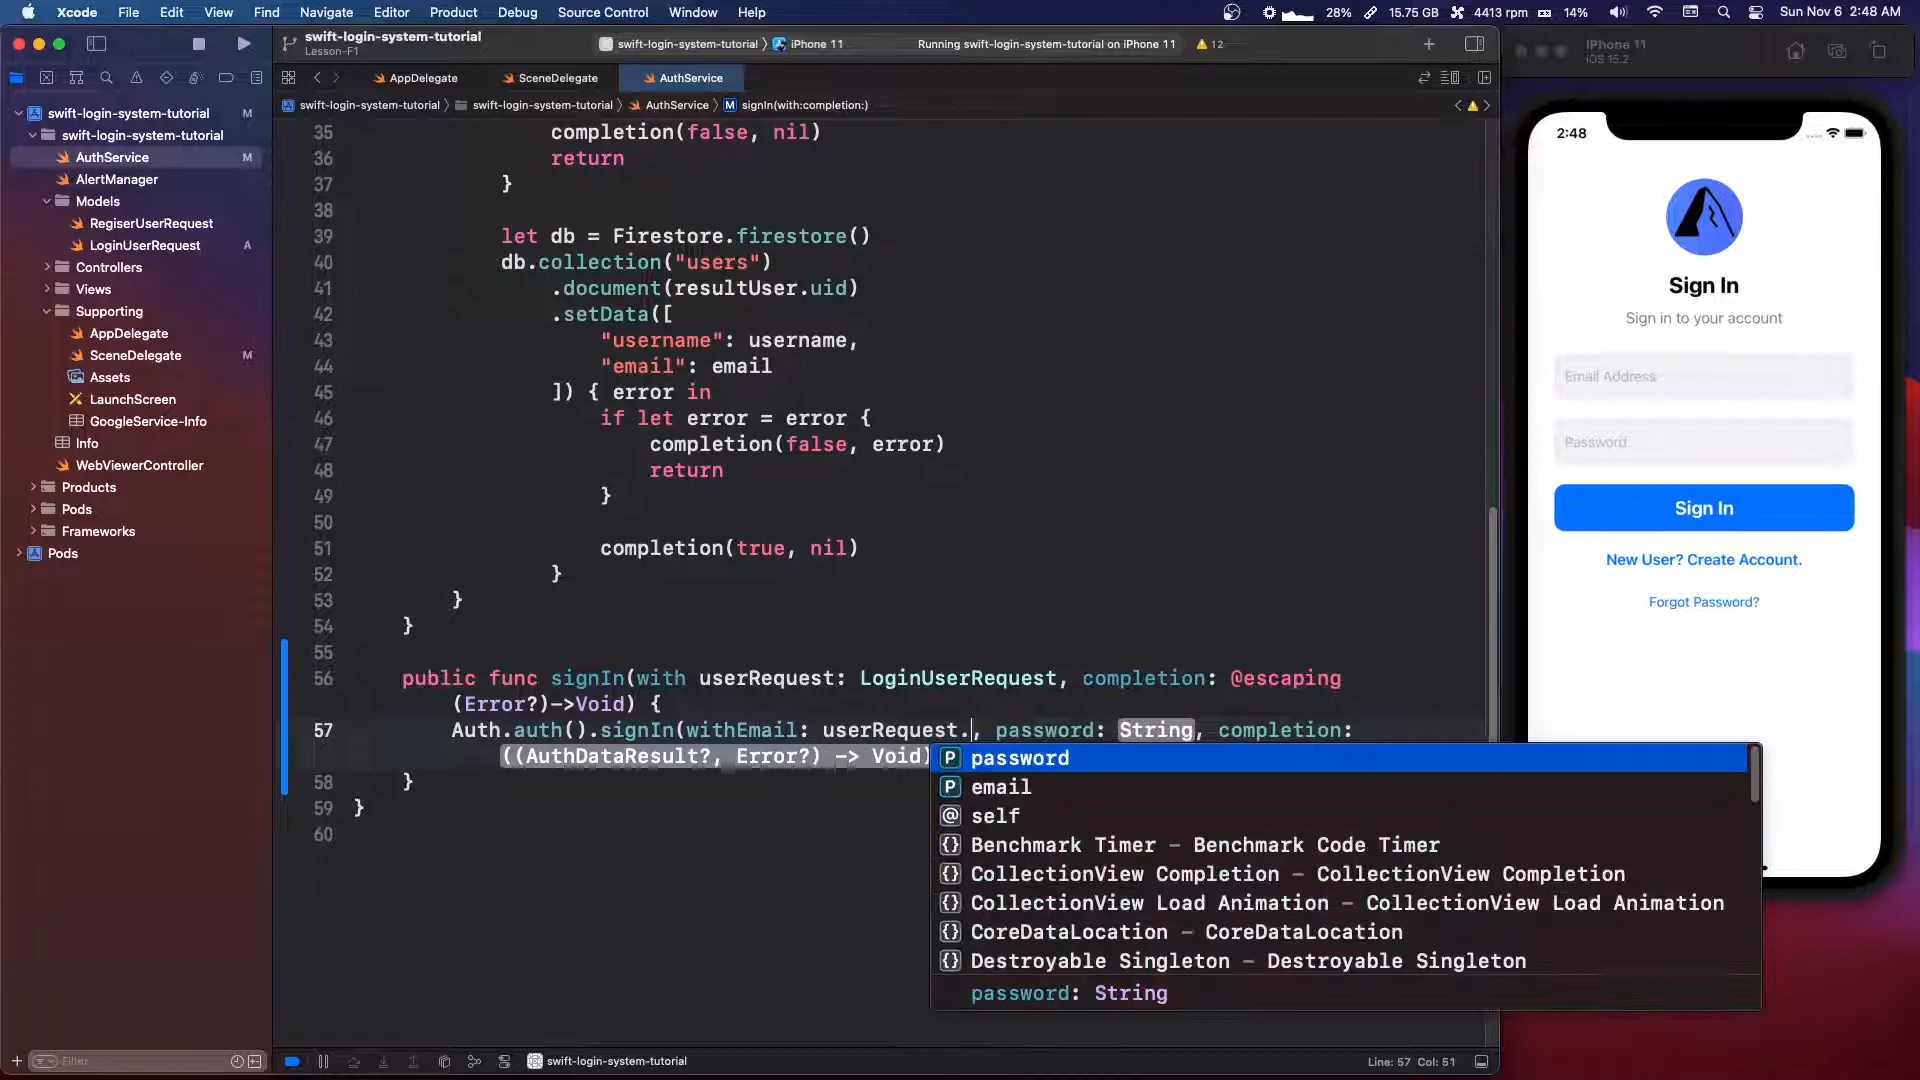 Xcode File Edit View Find Navigate Editor Product Debug Source Control Window Help
28% 15.75 GB 4413 rpm 14% Sun Nov 6 2:48 AM
swift-login-system-tutorial
Lesson-F1
swift-login-system-tutorial iPhone 11
Running swift-login-system-tutorial on iPhone 11
12
iPhone 11
iOS 15.2
AppDelegate
SceneDelegate
AuthService
swift-login-system-tutorial swift-login-system-tutorial AuthService M signIn(with:completion:)
swift-login-system-tutorial M
swift-login-system-tutorial
AuthService M
AlertManager
Models
RegiserUserRequest
LoginUserRequest A
Controllers
Views
Supporting
AppDelegate
SceneDelegate M
Assets
LaunchScreen
GoogleService-Info
Info
WebViewerController
Products
Pods
Frameworks
Pods
Filter
35 completion(false, nil)
36 return
37 }
38
39 let db = Firestore.firestore()
40 db.collection("users")
41 .document(resultUser.uid)
42 .setData([
43 "username": username,
44 "email": email
45 ]) { error in
46 if let error = error {
47 completion(false, error)
48 return
49 }
50
51 completion(true, nil)
52 }
53 }
54 }
55
56 public func signIn(with userRequest: LoginUserRequest, completion: @escaping
(Error?)->Void) {
57 Auth.auth().signIn(withEmail: userRequest., password: String, completion:
((AuthDataResult?, Error?) -> Void)
58 }
59 }
60
P password
P email
@ self
{} Benchmark Timer – Benchmark Code Timer
{} CollectionView Completion – CollectionView Completion
{} CollectionView Load Animation – CollectionView Load Animation
{} CoreDataLocation – CoreDataLocation
{} Destroyable Singleton – Destroyable Singleton
password: String
swift-login-system-tutorial
Line: 57 Col: 51
2:48
Sign In
Sign in to your account
Email Address
Password
Sign In
New User? Create Account.
Forgot Password?